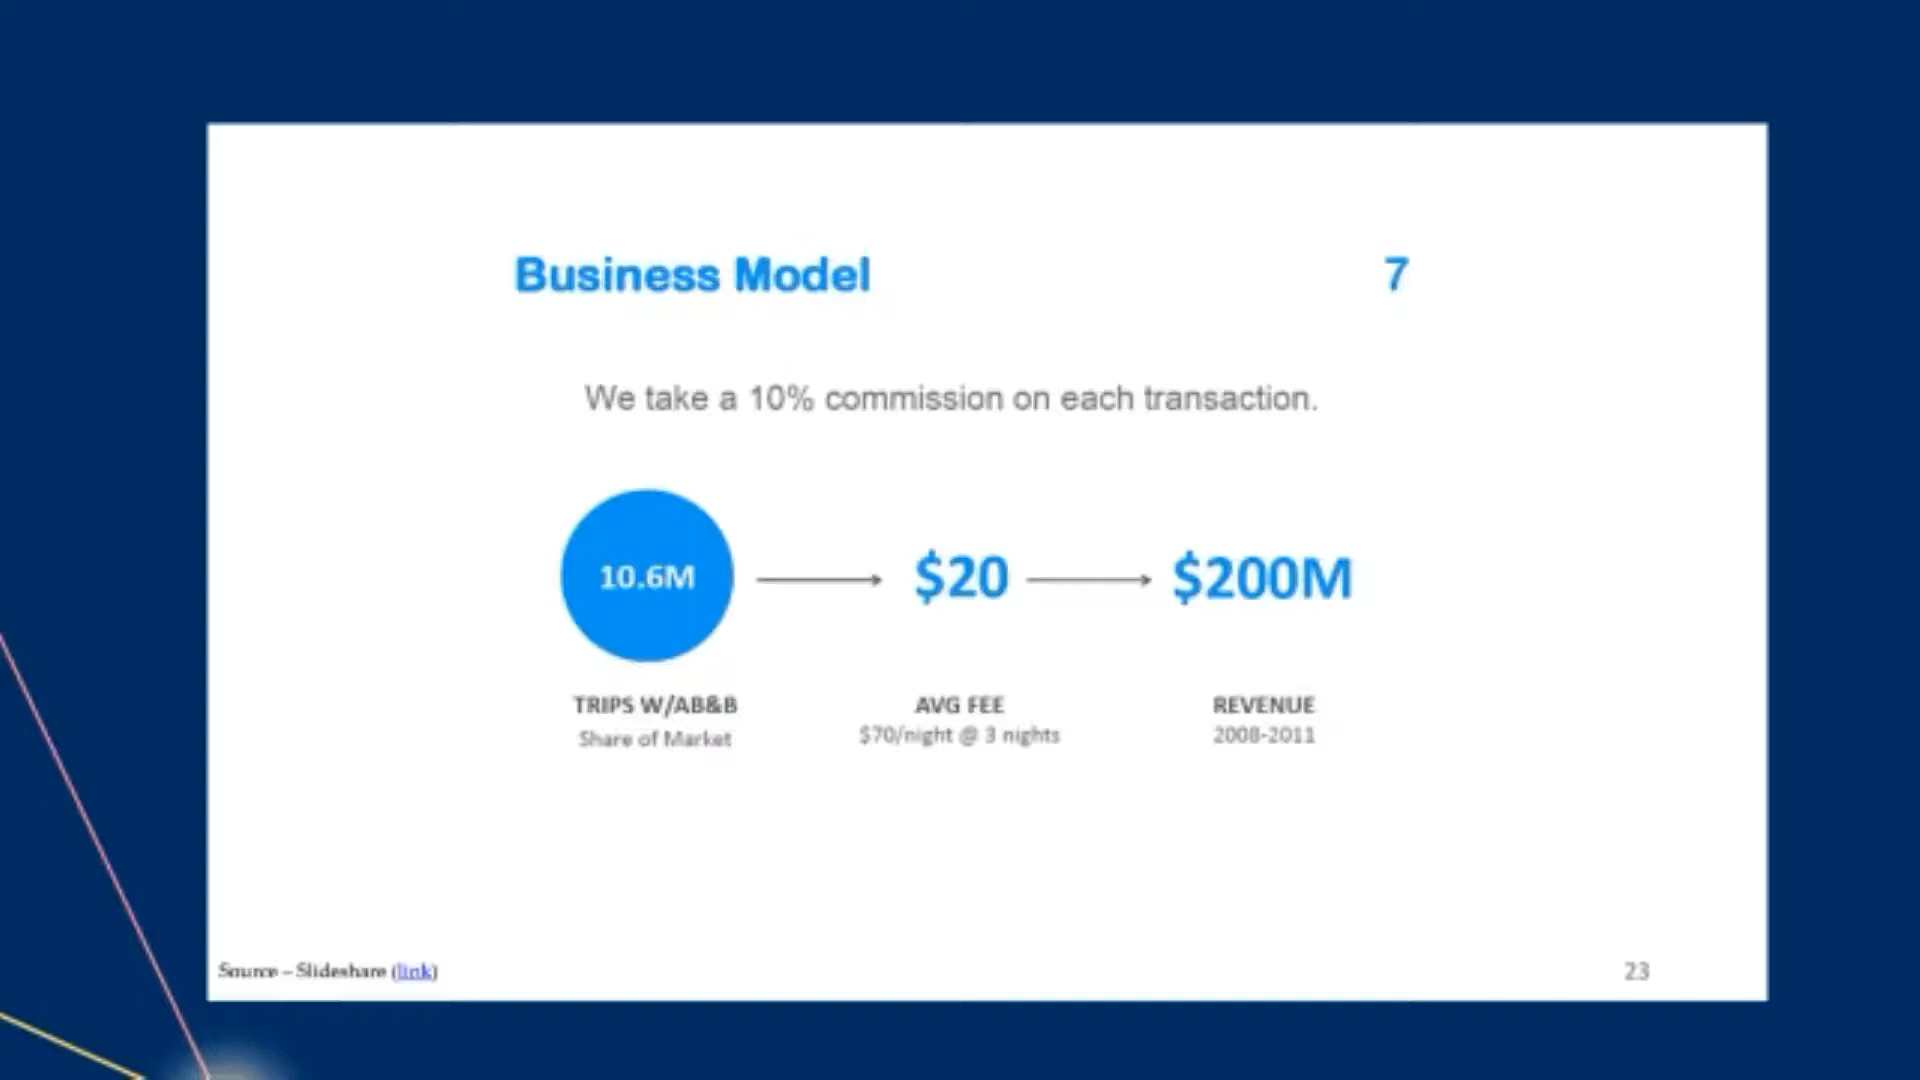 Business Model 7
We take a 10% commission on each transaction.
10.6M $20 $200M
TRIPS W/AB&B AVG FEE REVENUE
Share of Market $70/night @ 3 nights 2008-2011
Source – Slideshare (link) 23